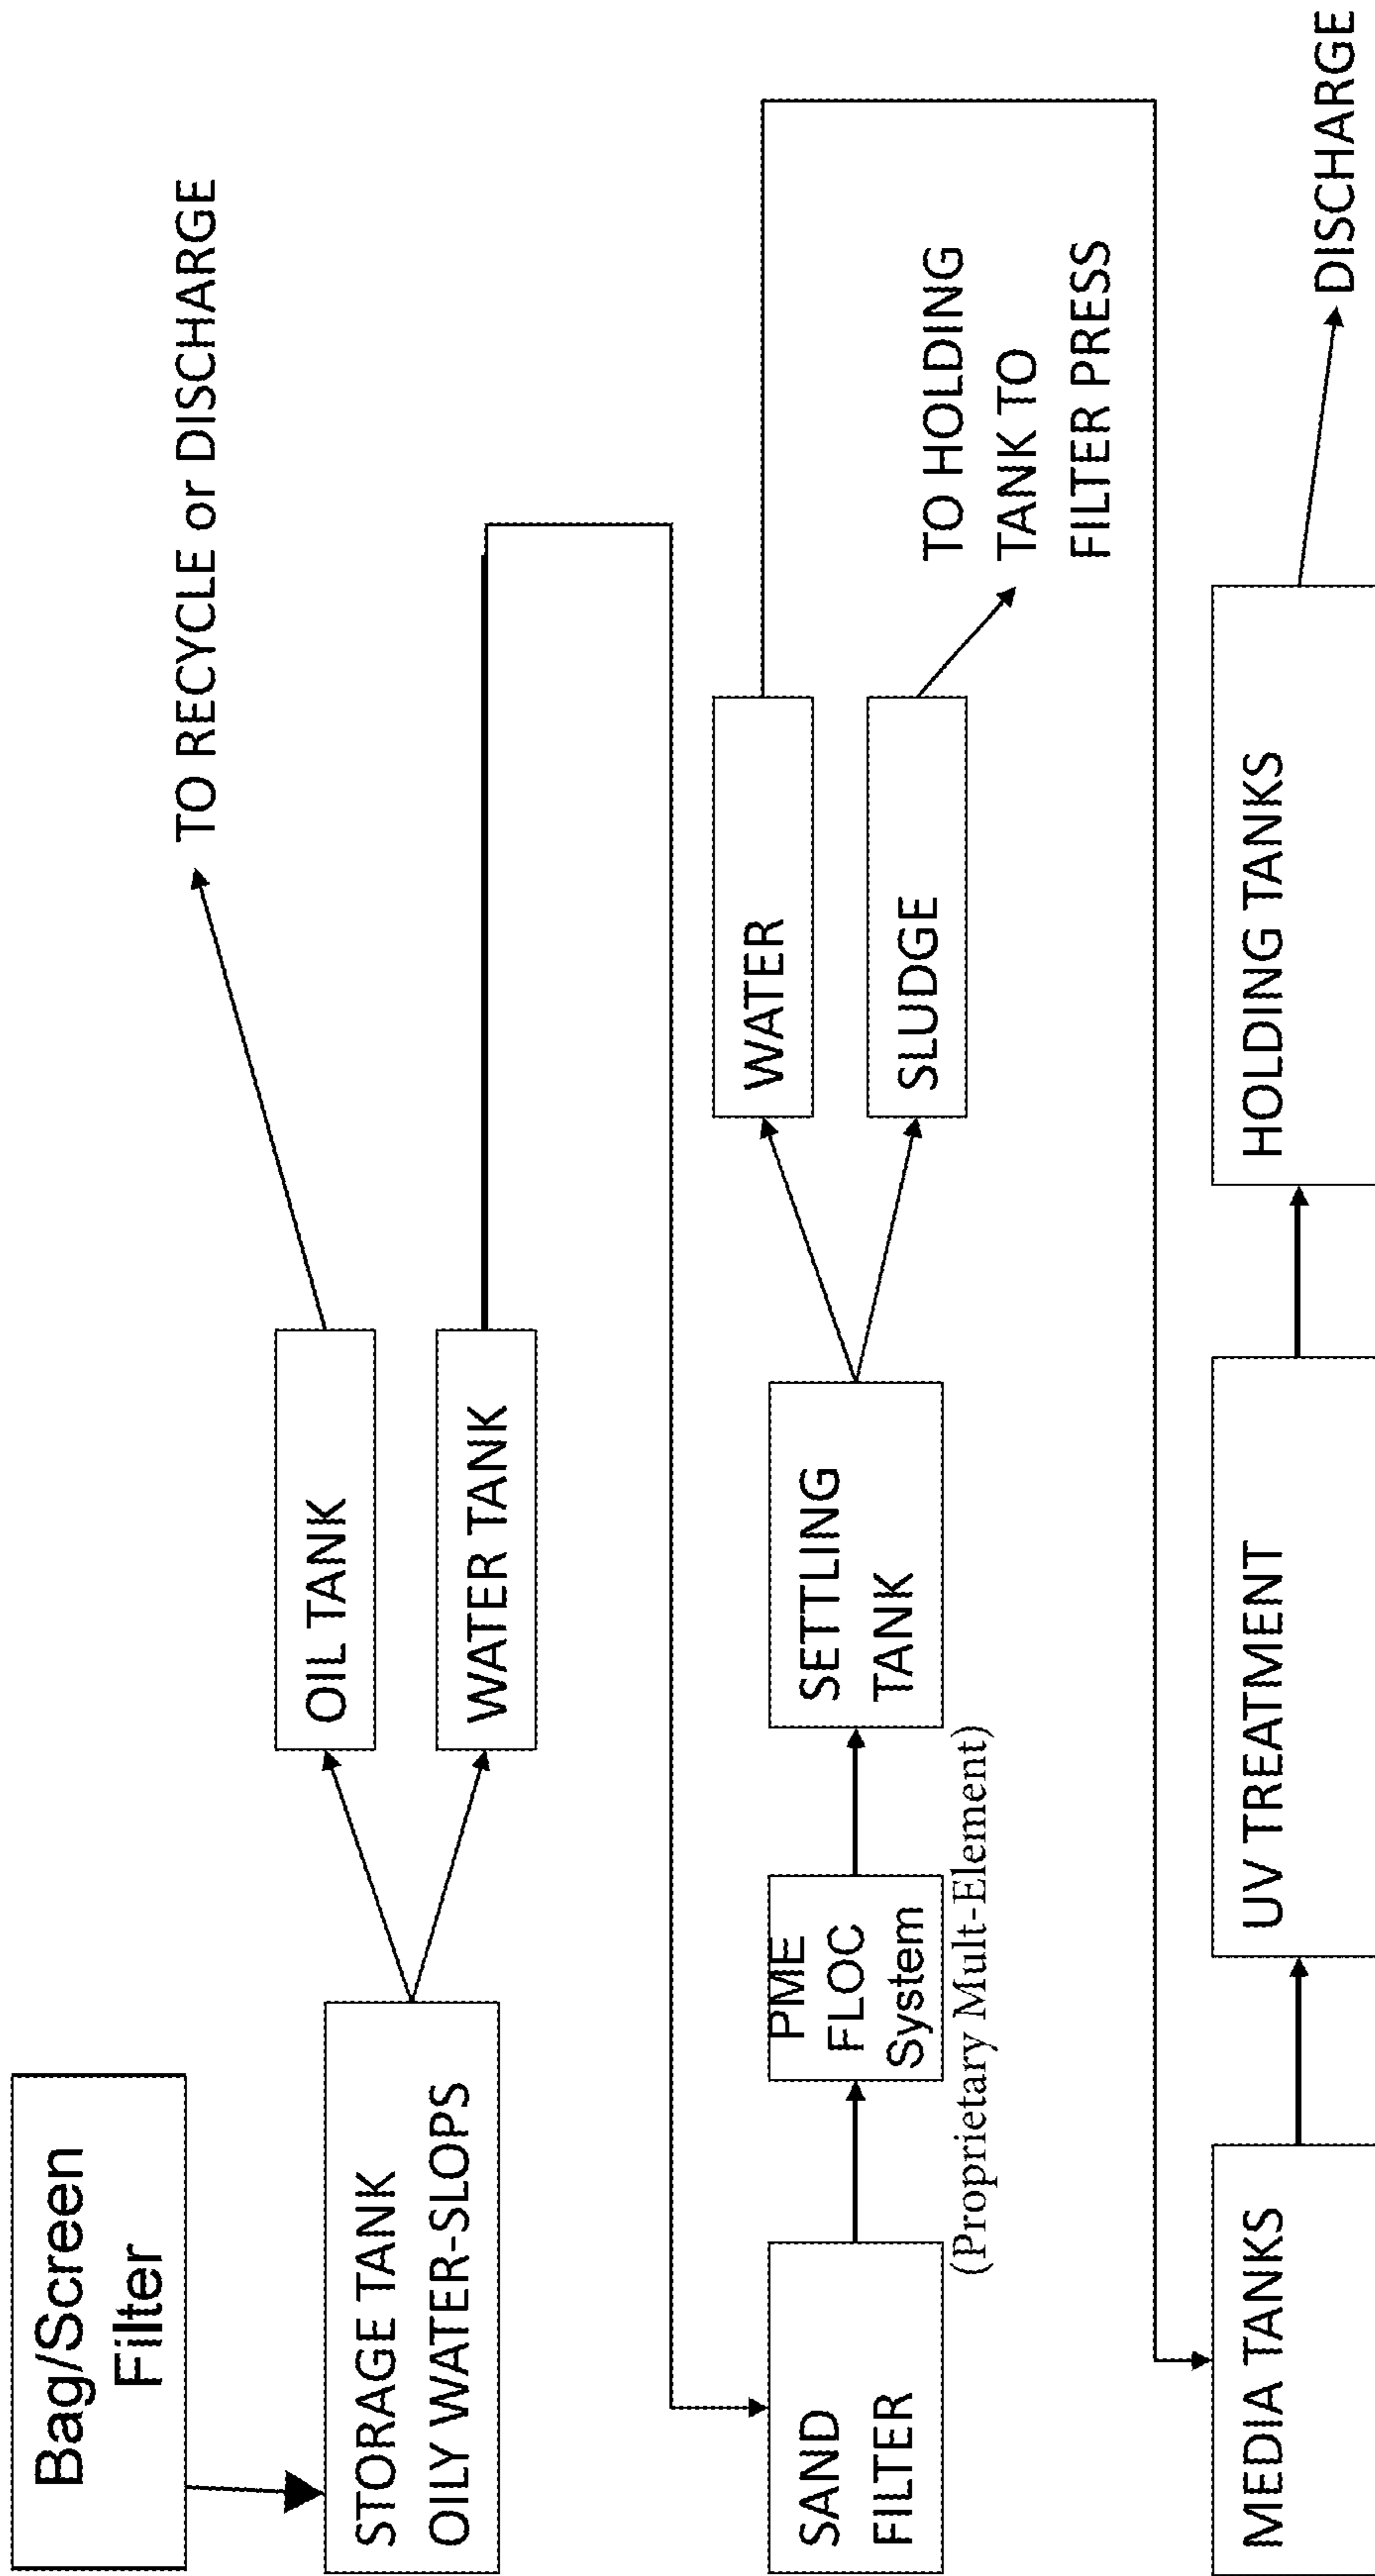 Bag/Screen
Filter
STORAGE TANK
OILY WATER-SLOPS
OIL TANK
TO RECYCLE or DISCHARGE
WATER TANK
SAND
FILTER
PME
FLOC
System
(Proprietary Mult-Element)
SETTLING
TANK
WATER
SLUDGE
TO HOLDING
TANK TO
FILTER PRESS
MEDIA TANKS
UV TREATMENT
HOLDING TANKS
DISCHARGE